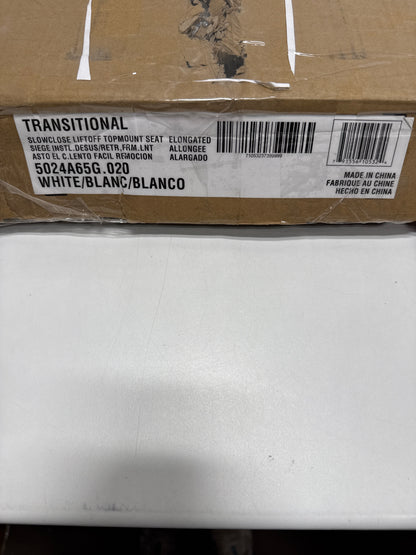 TRANSITIONAL
SLOWCLOSE LIFTOFF TOPMOUNT SEAT ELONGATED
SIEGE INSTL.DESUS/RETR,FRM.LNT ALLONGEE
ASTO EL C.LENTO FACIL REMOCION ALARGADO
5024A65G.020
WHITE/BLANC/BLANCO
MADE IN CHINA
FABRIQUE AU CHINE
HECHO EN CHINA